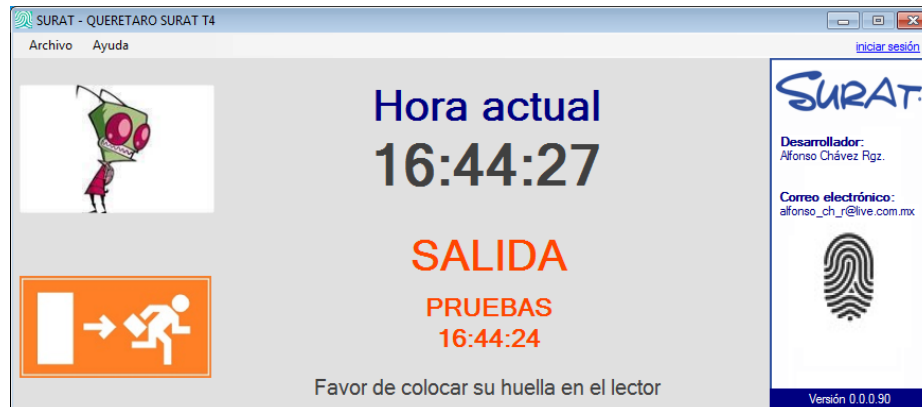 SURAT - QUERETARO SURAT T4
Archivo Ayuda
iniciar sesión
Hora actual
16:44:27
SALIDA
PRUEBAS
16:44:24
Favor de colocar su huella en el lector
SURAT.
Desarrollador:
Alfonso Chávez Rgz.
Correo electrónico:
alfonso_ch_r@live.com.mx
Versión 0.0.0.90